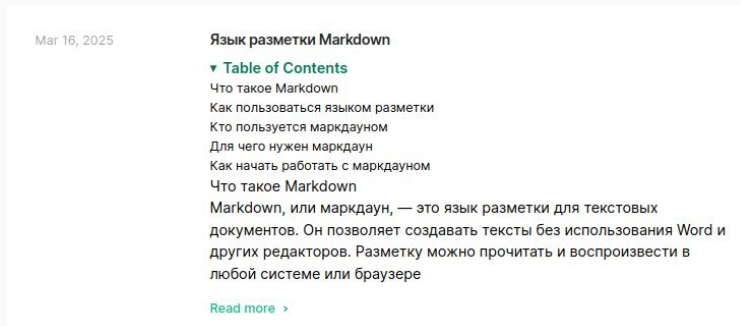 Mar 16, 2025
Язык разметки Markdown
▾ Table of Contents
Что такое Markdown
Как пользоваться языком разметки
Кто пользуется маркдауном
Для чего нужен маркдаун
Как начать работать с маркдауном
Что такое Markdown
Markdown, или маркдаун, — это язык разметки для текстовых
документов. Он позволяет создавать тексты без использования Word и
других редакторов. Разметку можно прочитать и воспроизвести в
любой системе или браузере
Read more ›